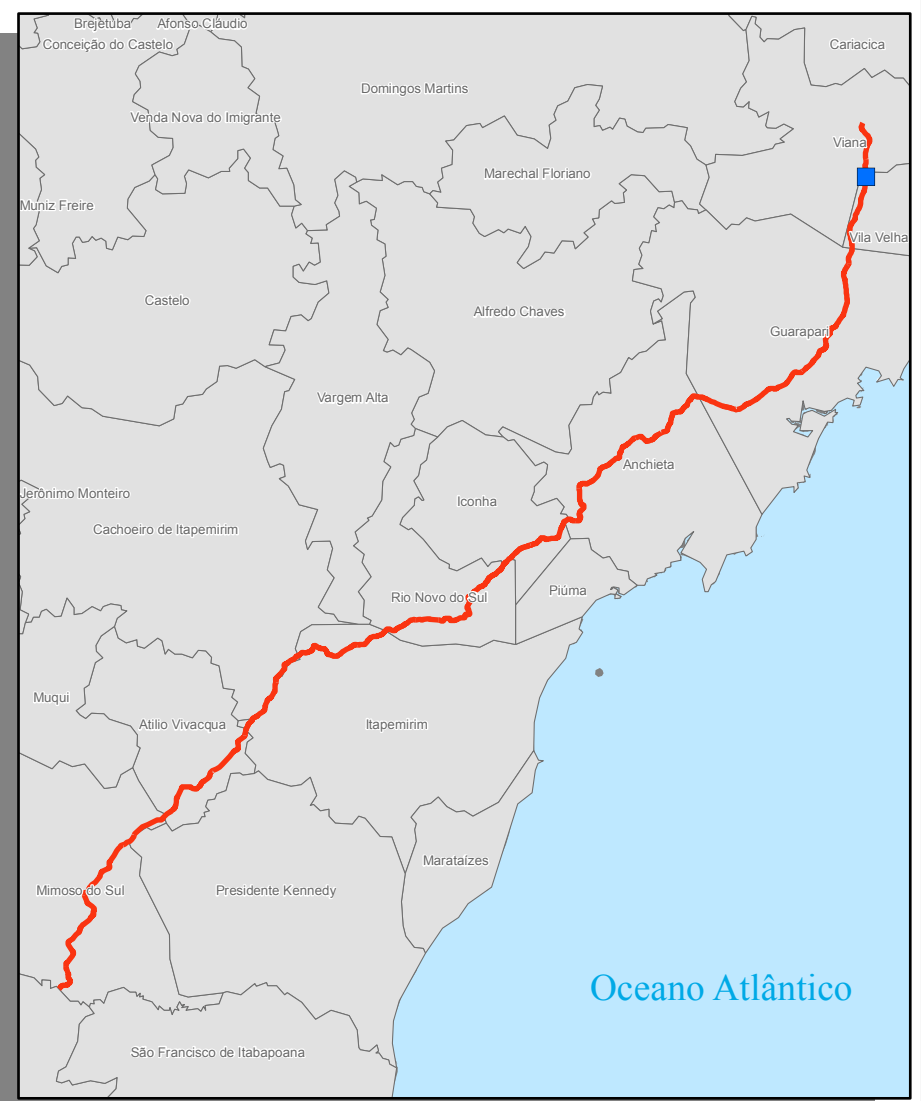 Brejetuba
Afonso Cláudio
Conceição do Castelo
Cariacica
Domingos Martins
Venda Nova do Imigrante
Viana
Marechal Floriano
Muniz Freire
Vila Velha
Castelo
Alfredo Chaves
Guarapari
Vargem Alta
Anchieta
Jerônimo Monteiro
Iconha
Cachoeiro de Itapemirim
Piúma
Rio Novo do Sul
Muqui
Atilio Vivacqua
Itapemirim
Marataízes
Mimoso do Sul
Presidente Kennedy
Oceano Atlântico
São Francisco de Itabapoana